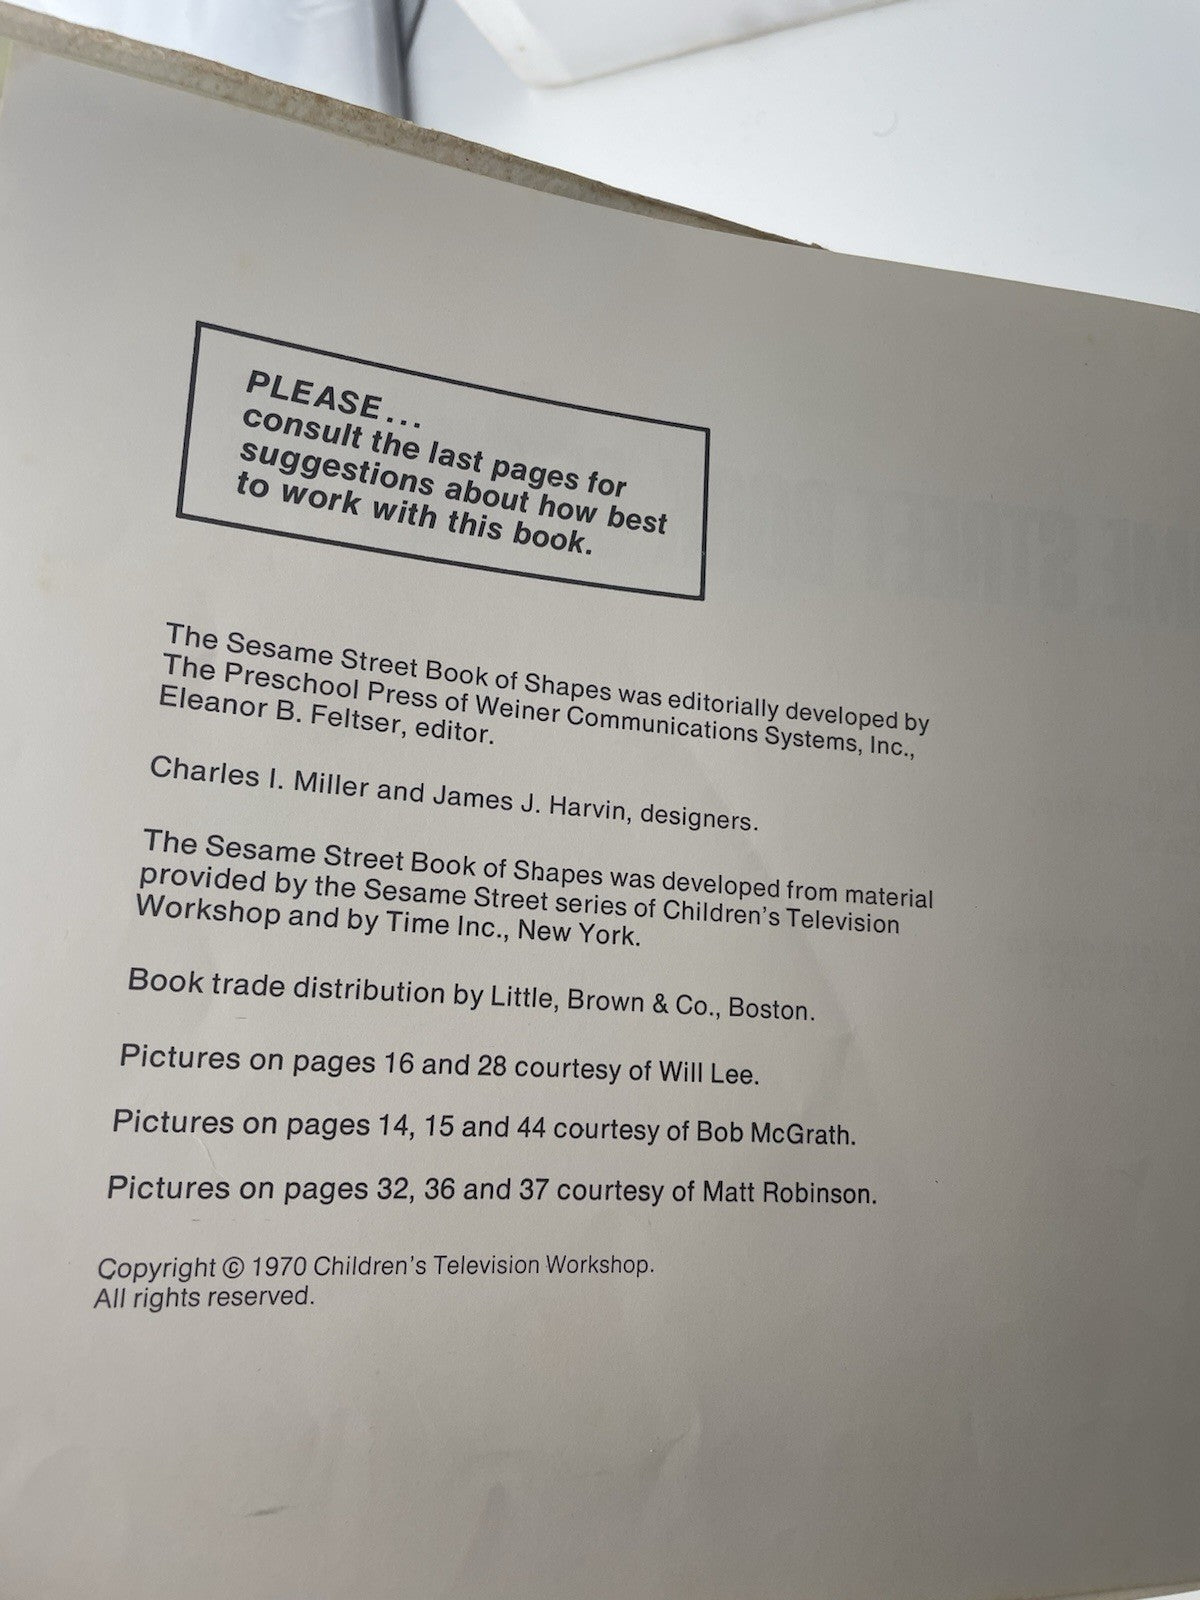 PLEASE...
consult the last pages for
suggestions about how best
to work with this book.
The Sesame Street Book of Shapes was editorially developed by
The Preschool Press of Weiner Communications Systems, Inc.,
Eleanor B. Feltser, editor.
Charles I. Miller and James J. Harvin, designers.
The Sesame Street Book of Shapes was developed from material
provided by the Sesame Street series of Children's Television
Workshop and by Time Inc., New York.
Book trade distribution by Little, Brown & Co., Boston.
Pictures on pages 16 and 28 courtesy of Will Lee.
Pictures on pages 14, 15 and 44 courtesy of Bob McGrath.
Pictures on pages 32, 36 and 37 courtesy of Matt Robinson.
Copyright © 1970 Children's Television Workshop.
All rights reserved.